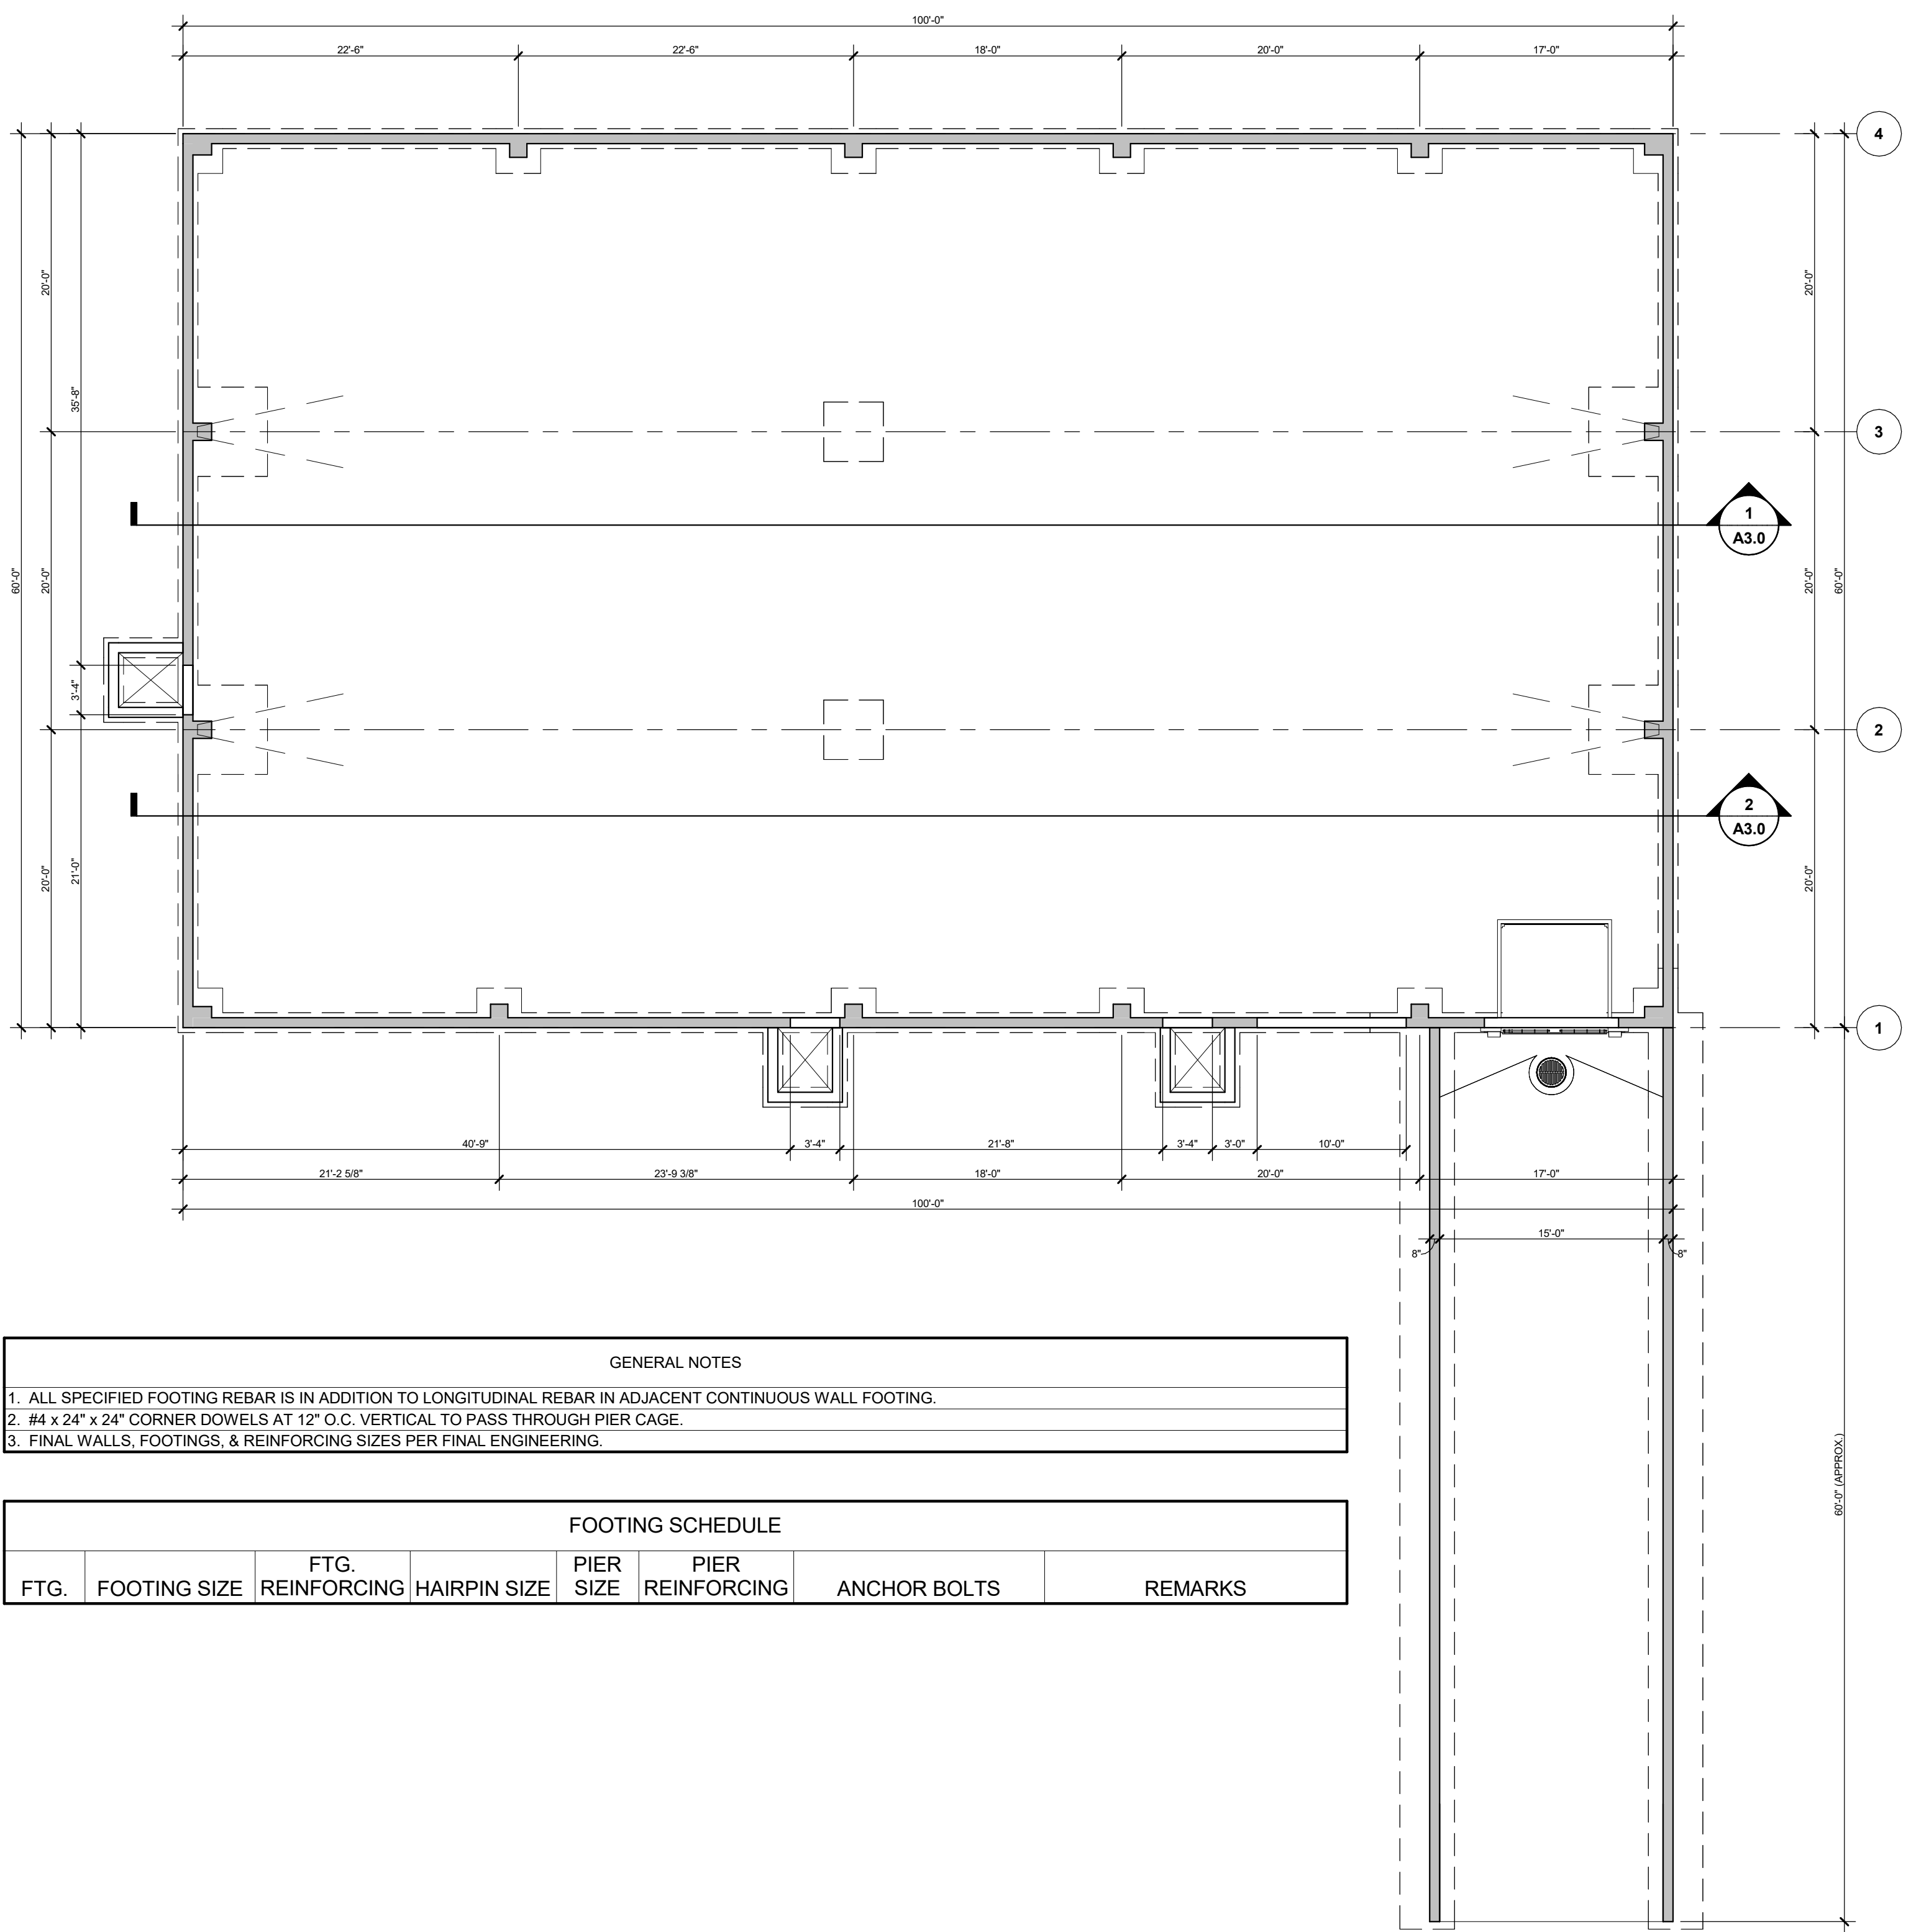 100'-0"
22'-6"
22'-6"
18'-0"
20'-0"
17'-0"
4
20'-0"
20'-0"
35'-8"
3
1
A3.0
60'-0"
20'-0"
20'-0"
60'-0"
3'-4"
2
2
A3.0
20'-0"
21'-0"
20'-0"
1
40'-9"
3'-4"
21'-8"
3'-4"
3'-0"
10'-0"
21'-2 5/8"
23'-9 3/8"
18'-0"
20'-0"
17'-0"
100'-0"
15'-0"
8"
8"
GENERAL NOTES
1. ALL SPECIFIED FOOTING REBAR IS IN ADDITION TO LONGITUDINAL REBAR IN ADJACENT CONTINUOUS WALL FOOTING.
2. #4 x 24" x 24" CORNER DOWELS AT 12" O.C. VERTICAL TO PASS THROUGH PIER CAGE.
3. FINAL WALLS, FOOTINGS, & REINFORCING SIZES PER FINAL ENGINEERING.
60'-0" (APPROX.)
FOOTING SCHEDULE
FTG.
FOOTING SIZE
FTG.
REINFORCING
HAIRPIN SIZE
PIER
SIZE
PIER
REINFORCING
ANCHOR BOLTS
REMARKS